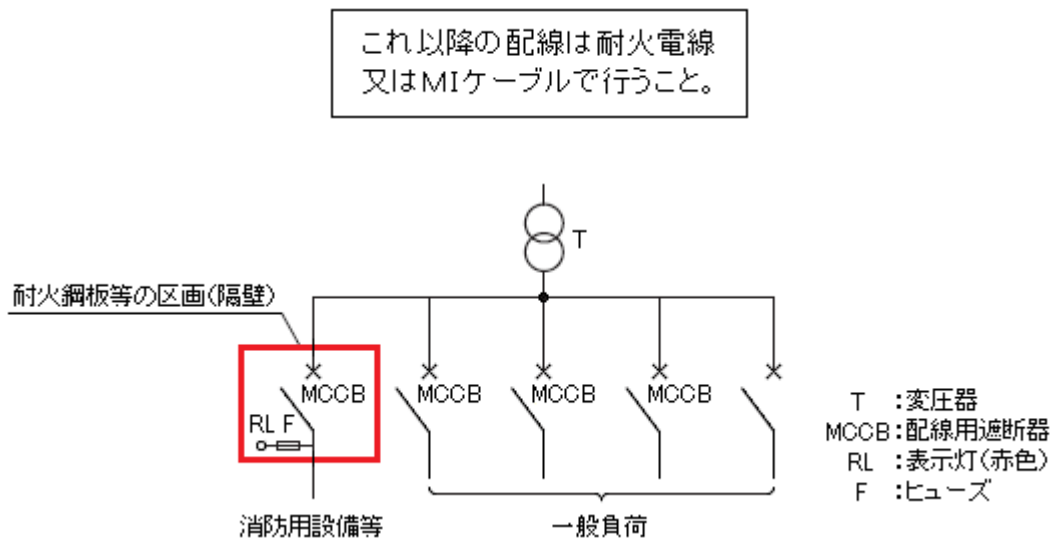 これ以降の配線は耐火電線
又はMIケーブルで行うこと。
T
耐火鋼板等の区画(隔壁)
MCCB
MCCB
MCCB
MCCB
RL F
T :変圧器
MCCB:配線用遮断器
RL :表示灯(赤色)
F :ヒューズ
消防用設備等
一般負荷